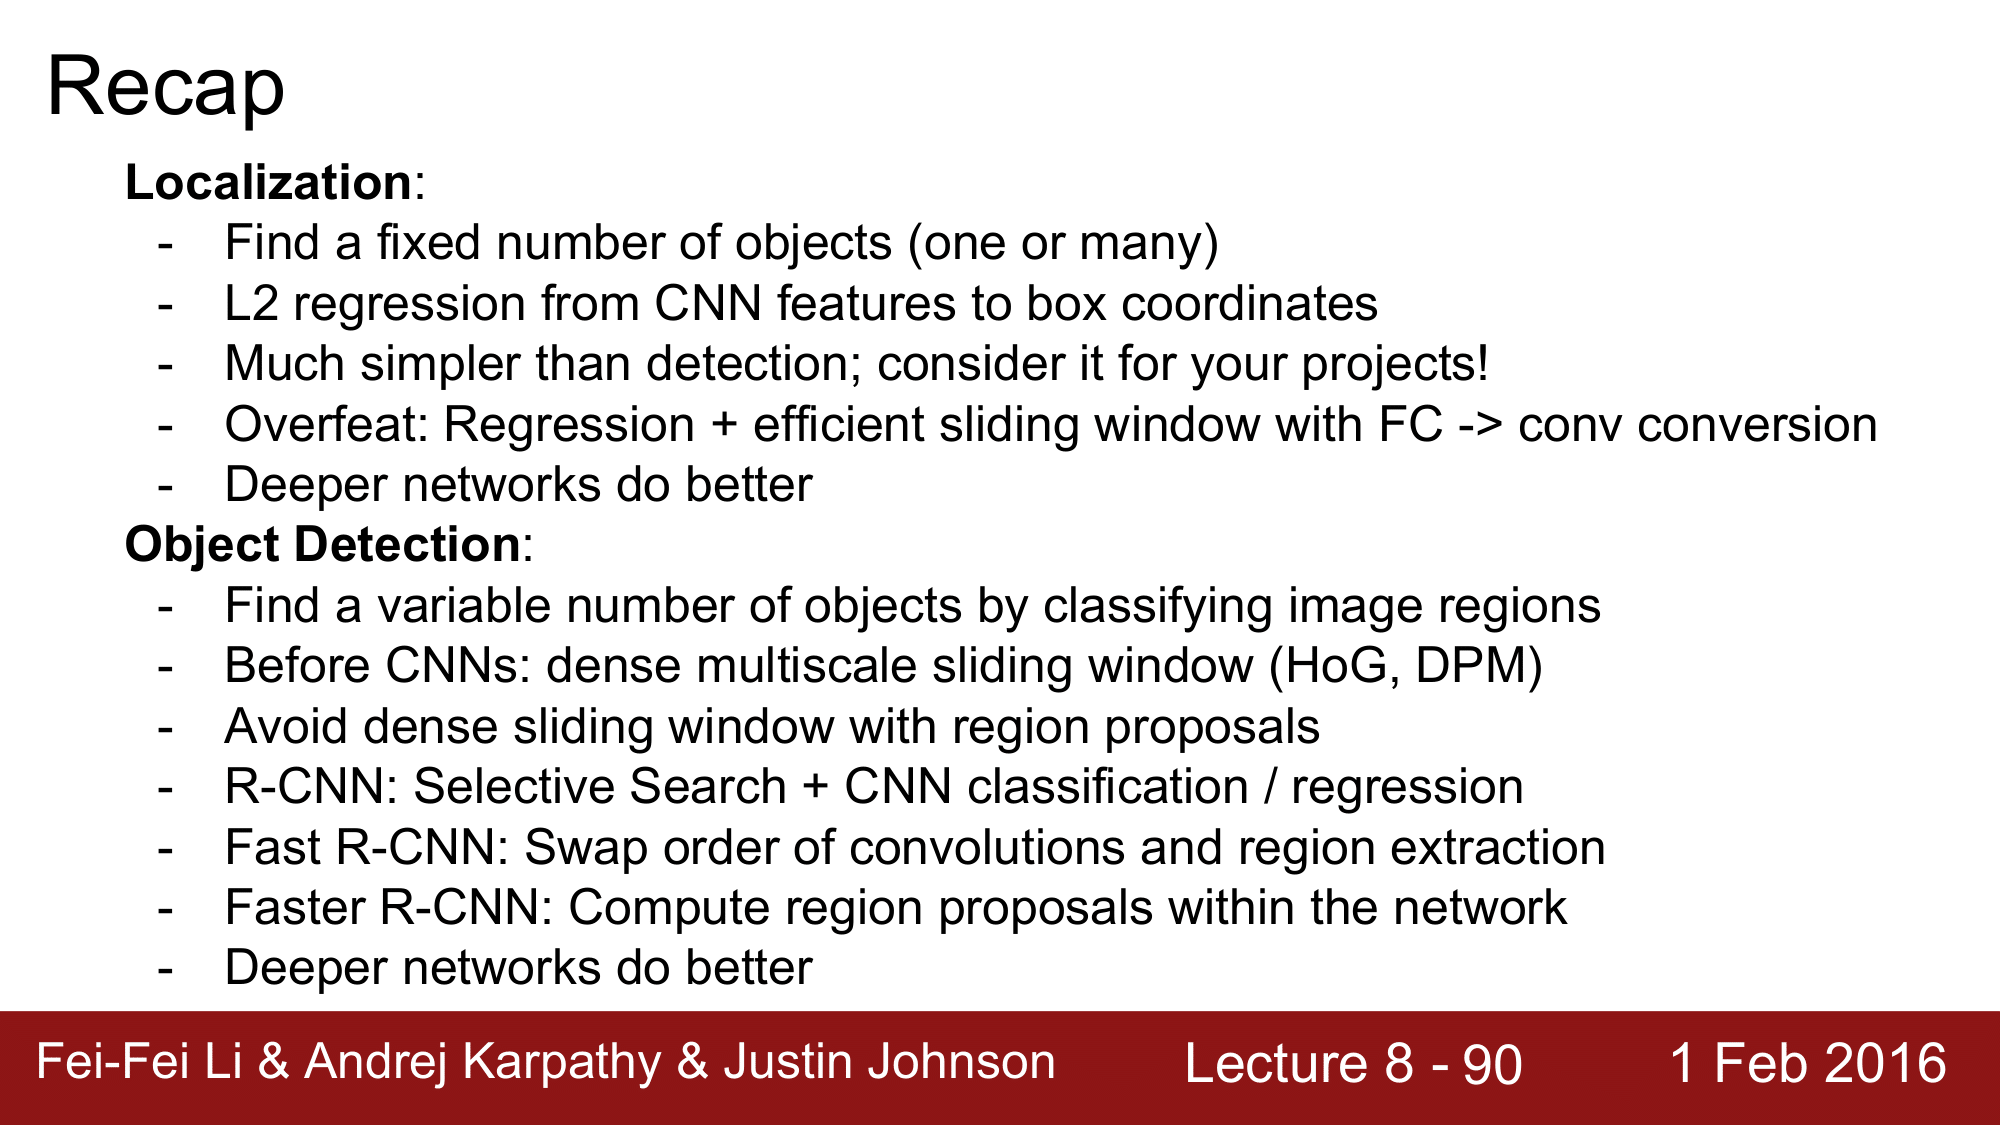 Recap
Localization:
- Find a fixed number of objects (one or many)
- L2 regression from CNN features to box coordinates
- Much simpler than detection; consider it for your projects!
- Overfeat: Regression + efficient sliding window with FC -> conv conversion
- Deeper networks do better
Object Detection:
- Find a variable number of objects by classifying image regions
- Before CNNs: dense multiscale sliding window (HoG, DPM)
- Avoid dense sliding window with region proposals
- R-CNN: Selective Search + CNN classification / regression
- Fast R-CNN: Swap order of convolutions and region extraction
- Faster R-CNN: Compute region proposals within the network
- Deeper networks do better
Fei-Fei Li & Andrej Karpathy & Justin Johnson Lecture 8 - 90 1 Feb 2016